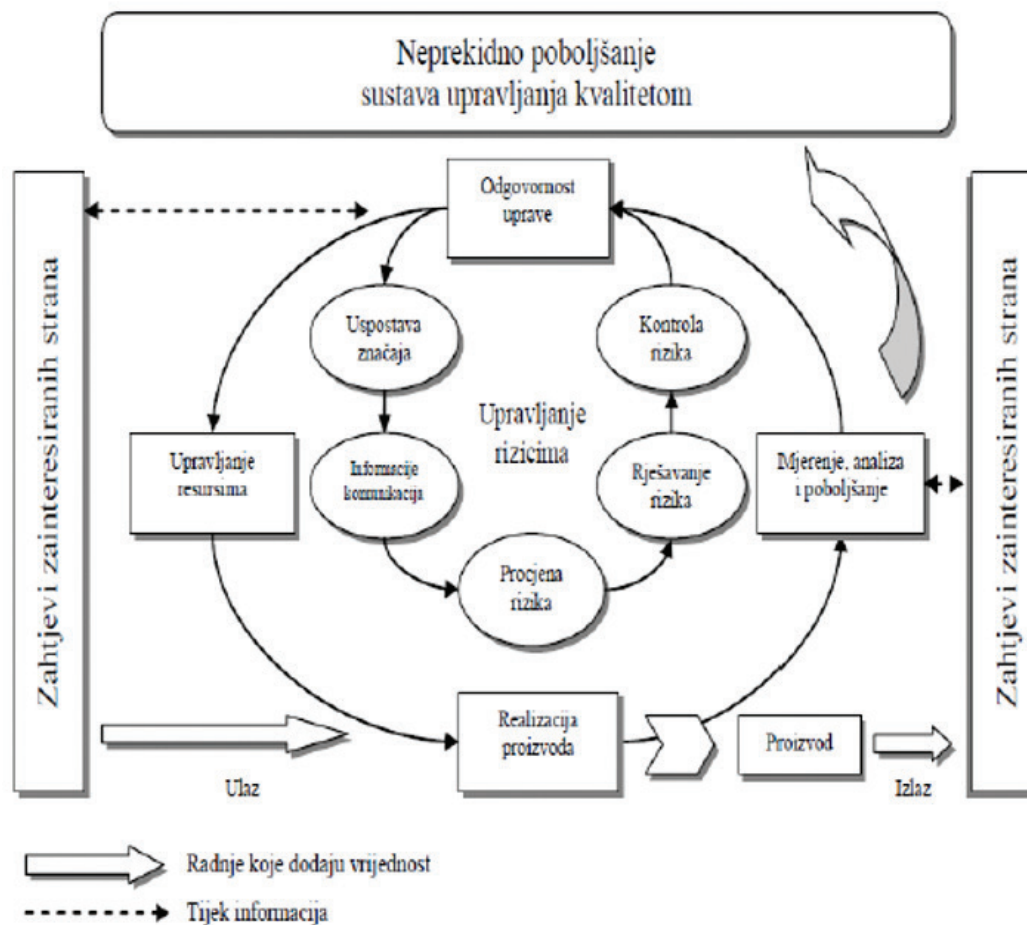 Neprekidno poboljšanje
sustava upravljanja kvalitetom
Zahtjevi zainteresiranih strana
Odgovornost
uprave
Uspostava
značaja
Kontrola
rizika
Upravljanje
rizicima
Upravljanje
resursima
Informacije
komunikacija
Rješavanje
rizika
Mjerenje, analiza
i poboljšanje
Procjena
rizika
Realizacija
proizvoda
Proizvod
Ulaz
Izlaz
Zahtjevi zainteresiranih strana
Radnje koje dodaju vrijednost
Tijek informacija